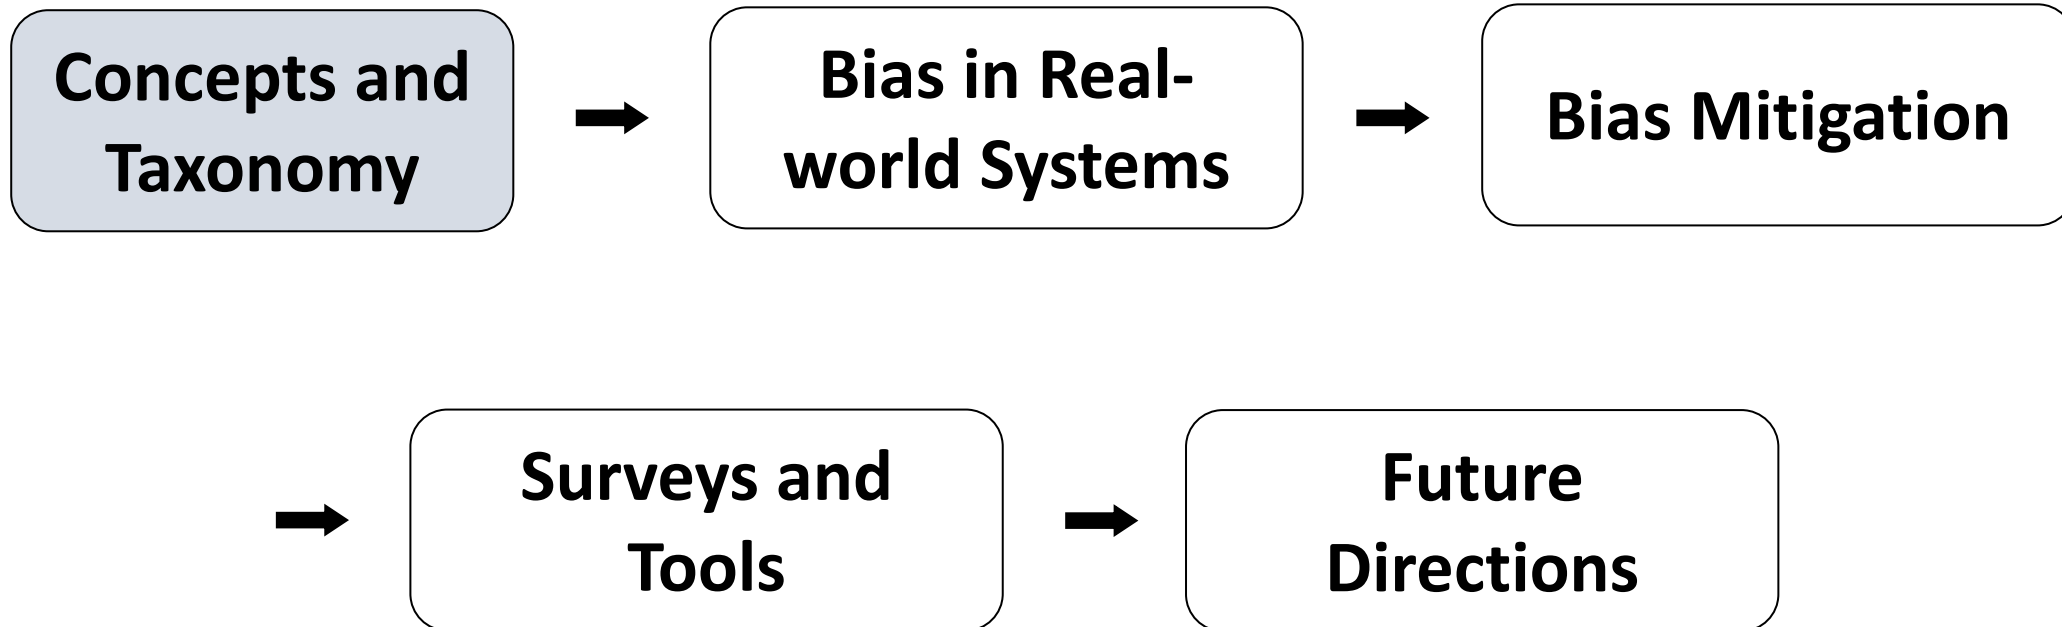 Concepts and
Taxonomy
Bias in Real-
world Systems
Bias Mitigation
Surveys and
Tools
Future
Directions